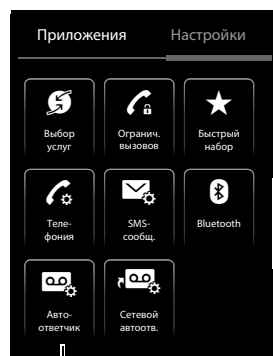 Приложения Настройки
Выбор
услуг
Огранич.
вызовов
Быстрый
набор
Теле-
фония
SMS-
сообщ.
Bluetooth
Авто-
ответчик
Сетевой
автоотв.